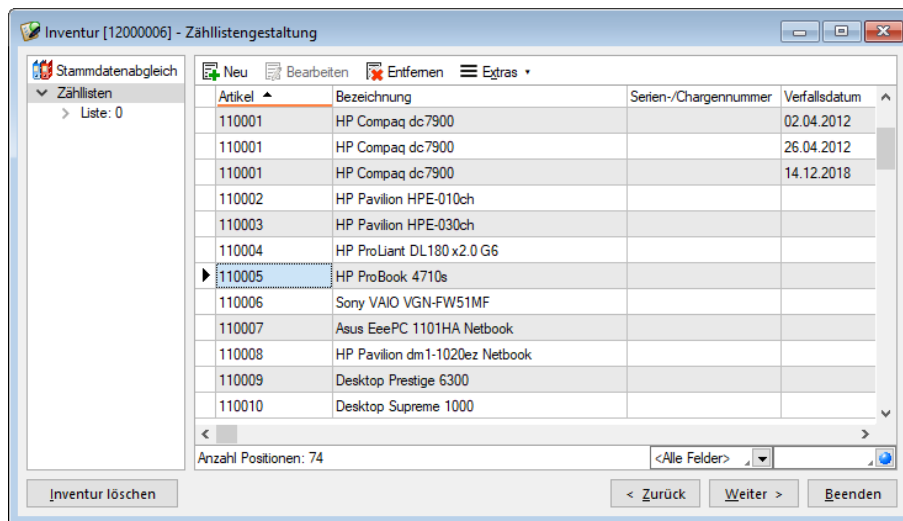 Inventur [12000006] - Zähllistengestaltung
Stammdatenabgleich
Zähllisten
Liste: 0
Neu Bearbeiten Entfernen Extras
Artikel Bezeichnung Serien-/Chargennummer Verfallsdatum
110001 HP Compaq dc7900 02.04.2012
110001 HP Compaq dc7900 26.04.2012
110001 HP Compaq dc7900 14.12.2018
110002 HP Pavilion HPE-010ch
110003 HP Pavilion HPE-030ch
110004 HP ProLiant DL180 x2.0 G6
110005 HP ProBook 4710s
110006 Sony VAIO VGN-FW51MF
110007 Asus EeePC 1101HA Netbook
110008 HP Pavilion dm1-1020ez Netbook
110009 Desktop Prestige 6300
110010 Desktop Supreme 1000
Anzahl Positionen: 74 <Alle Felder>
Inventur löschen < Zurück Weiter > Beenden